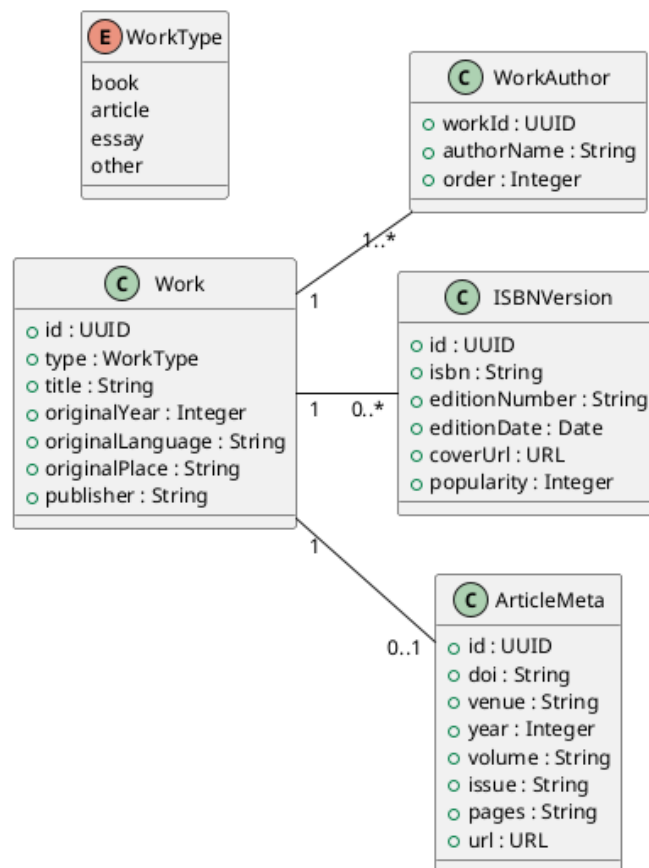 E WorkType
book
article
essay
other
C WorkAuthor
workId : UUID
authorName : String
order : Integer
1..*
C Work
id : UUID
type : WorkType
title : String
originalYear : Integer
originalLanguage : String
originalPlace : String
publisher : String
1
1
0..*
1
0..1
C ISBNVersion
id : UUID
isbn : String
editionNumber : String
editionDate : Date
coverUrl : URL
popularity : Integer
C ArticleMeta
id : UUID
doi : String
venue : String
year : Integer
volume : String
issue : String
pages : String
url : URL